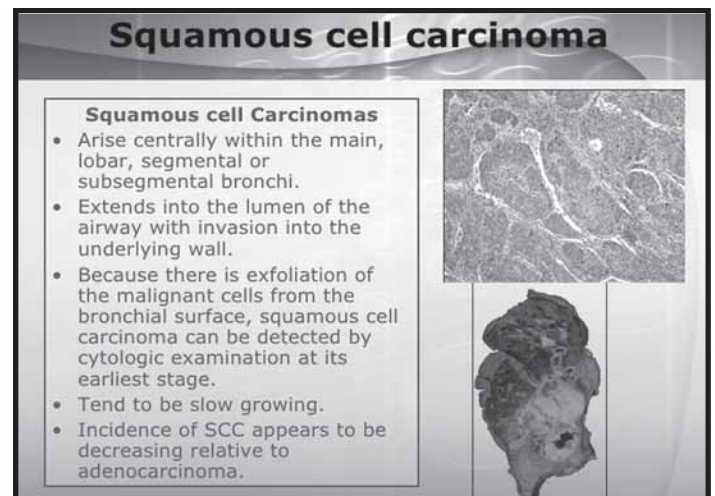 Squamous cell carcinoma
Squamous cell Carcinomas
• Arise centrally within the main,
lobar, segmental or
subsegmental bronchi.
• Extends into the lumen of the
airway with invasion into the
underlying wall.
• Because there is exfoliation of
the malignant cells from the
bronchial surface, squamous cell
carcinoma can be detected by
cytologic examination at its
earliest stage.
• Tend to be slow growing.
• Incidence of SCC appears to be
decreasing relative to
adenocarcinoma.